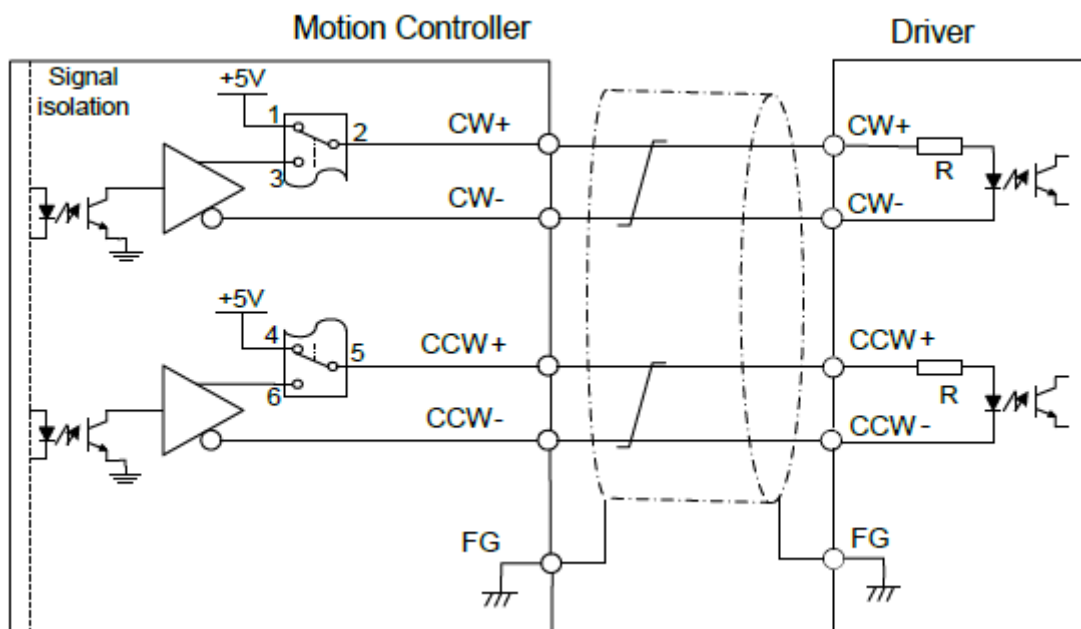 Motion Controller
Driver
Signal
isolation
+5V
1
2
3
CW+
CW+
R
CW-
CW-
+5V
4
5
6
CCW+
CCW+
R
CCW-
CCW-
FG
FG